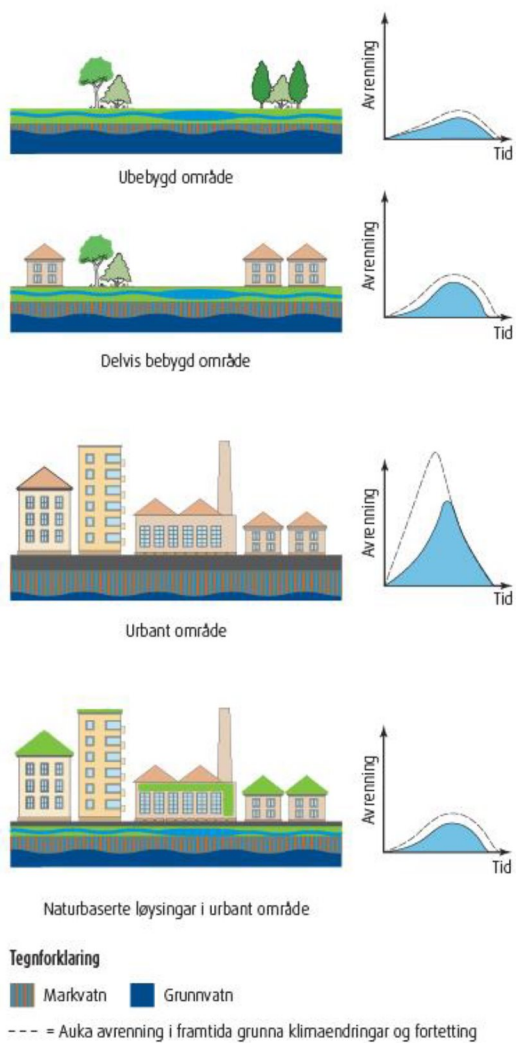 Avrenning
Tid
Ubebygd område
Avrenning
Tid
Delvis bebygd område
Avrenning
Tid
Urbant område
Avrenning
Tid
Naturbaserte løysingar i urbant område
Tegnforklaring
Markvatn Grunnvatn
--- = Auka avrenning i framtida grunna klimaendringar og fortetting